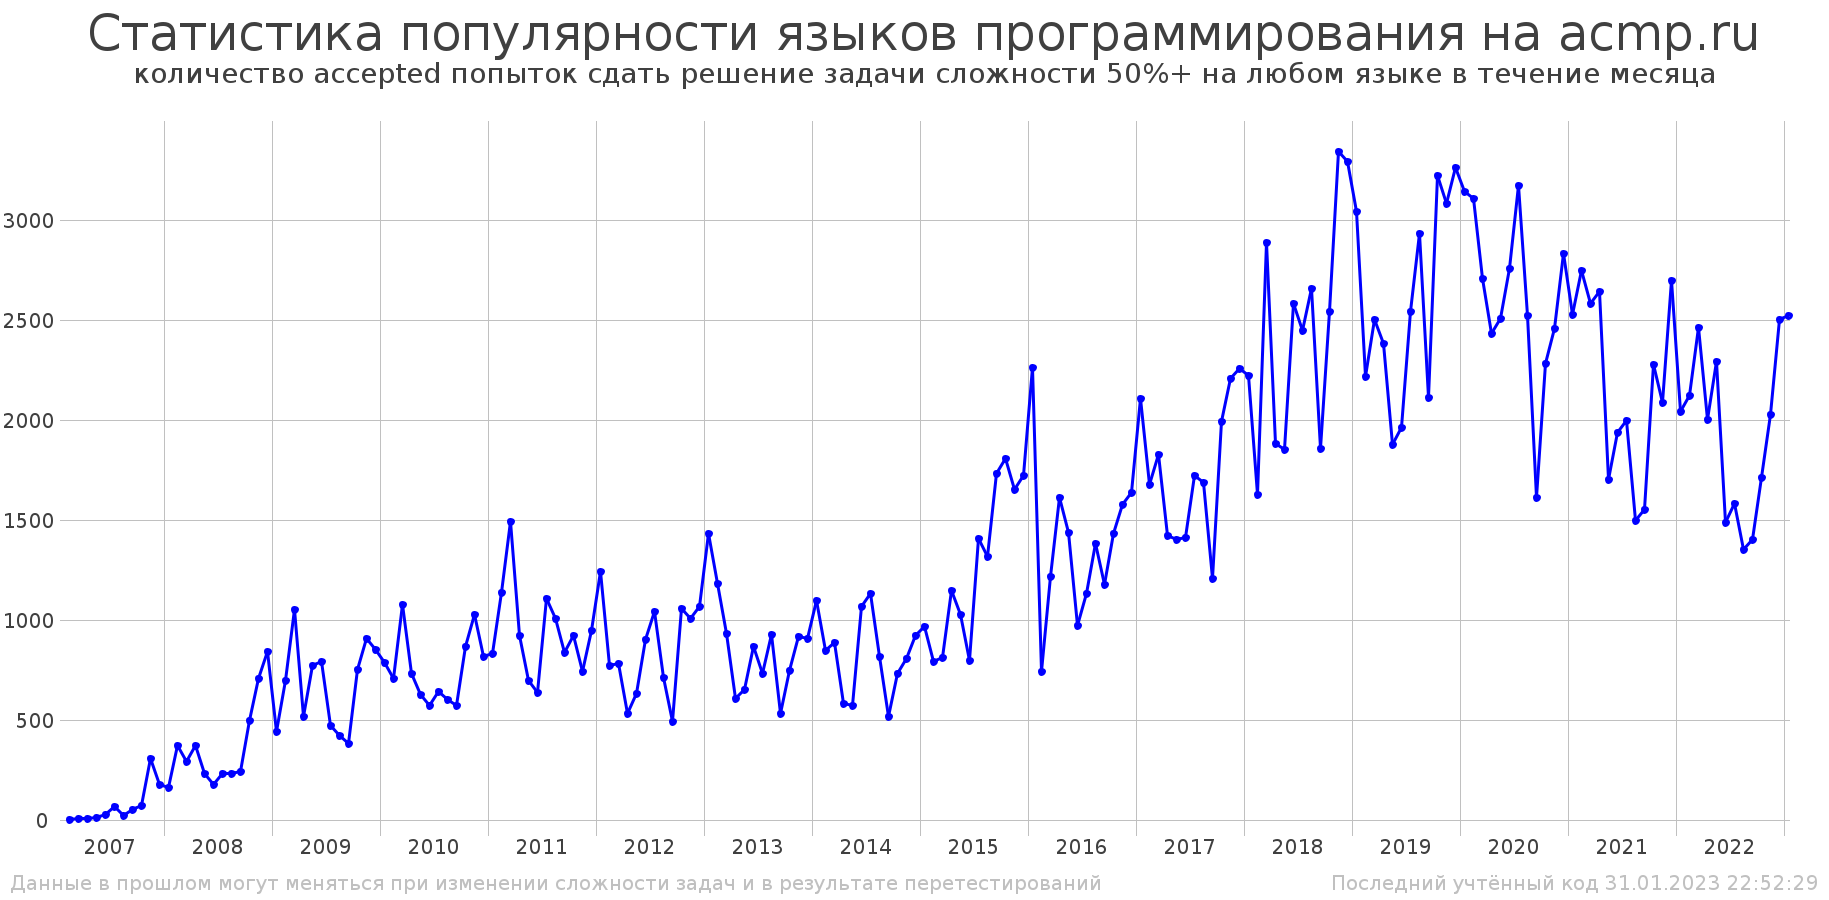 Статистика популярности языков программирования на acmp.ru
количество accepted попыток сдать решение задачи сложности 50%+ на любом языке в течение месяца
3000
2500
2000
1500
1000
500
0
2007 2008 2009 2010 2011 2012 2013 2014 2015 2016 2017 2018 2019 2020 2021 2022
Данные в прошлом могут меняться при изменении сложности задач и в результате перетестирований
Последний учтённый код 31.01.2023 22:52:29